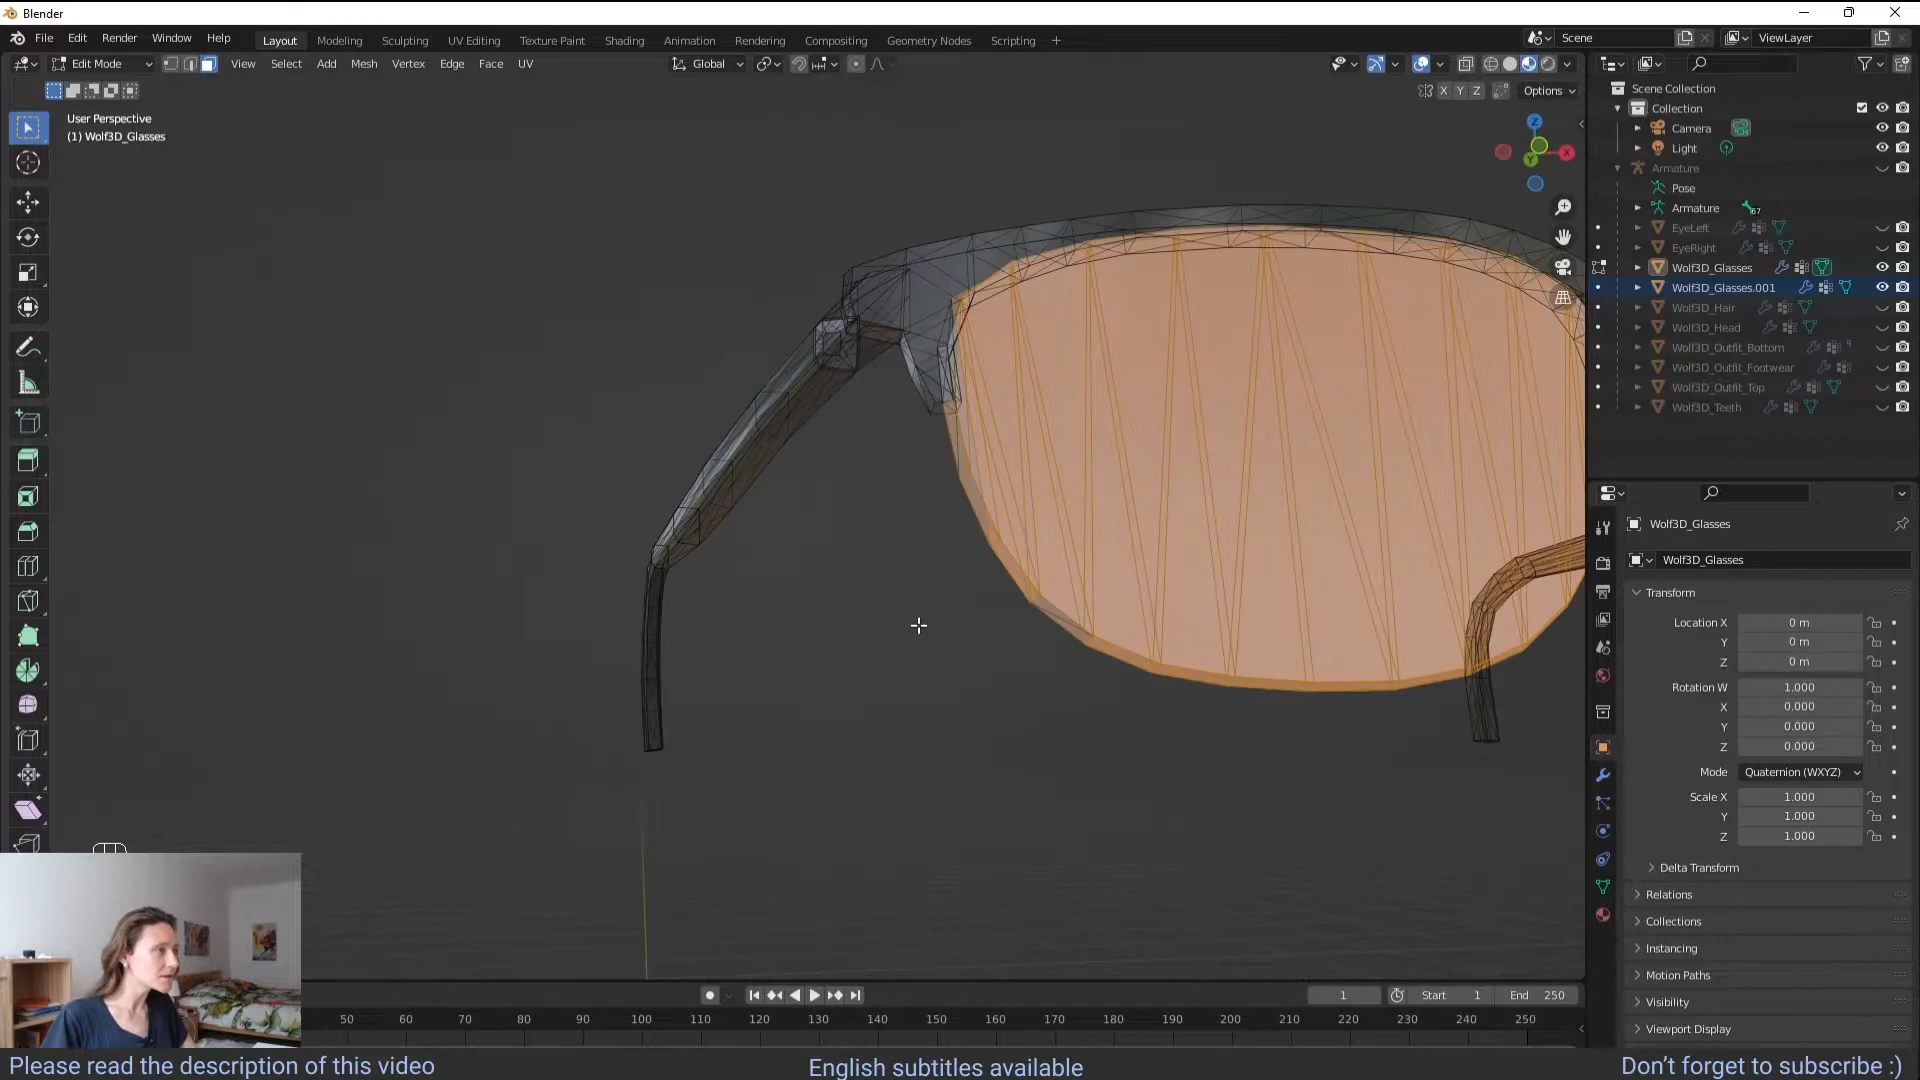 Blender
File Edit Render Window Help
Layout Modeling Sculpting UV Editing Texture Paint Shading Animation Rendering Compositing Geometry Nodes Scripting +
Scene
ViewLayer
Edit Mode
View Select Add Mesh Vertex Edge Face UV
Global
X Y Z
Options
User Perspective
(1) Wolf3D_Glasses
Z
X
Y
Scene Collection
Collection
Camera
Light
Armature
Pose
Armature
67
EyeLeft
EyeRight
Wolf3D_Glasses
Wolf3D_Glasses.001
Wolf3D_Hair
Wolf3D_Head
Wolf3D_Outfit_Bottom
Wolf3D_Outfit_Footwear
Wolf3D_Outfit_Top
Wolf3D_Teeth
Wolf3D_Glasses
Wolf3D_Glasses
Transform
Location X 0 m
Y 0 m
Z 0 m
Rotation W 1.000
X 0.000
Y 0.000
Z 0.000
Mode Quaternion (WXYZ)
Scale X 1.000
Y 1.000
Z 1.000
Delta Transform
Relations
Collections
Instancing
Motion Paths
Visibility
Viewport Display
1 Start 1 End 250
50 60 70 80 90 100 110 120 130 140 150 160 170 180 190 200 210 220 230 240 250
Please read the description of this video
English subtitles available
Don't forget to subscribe :)